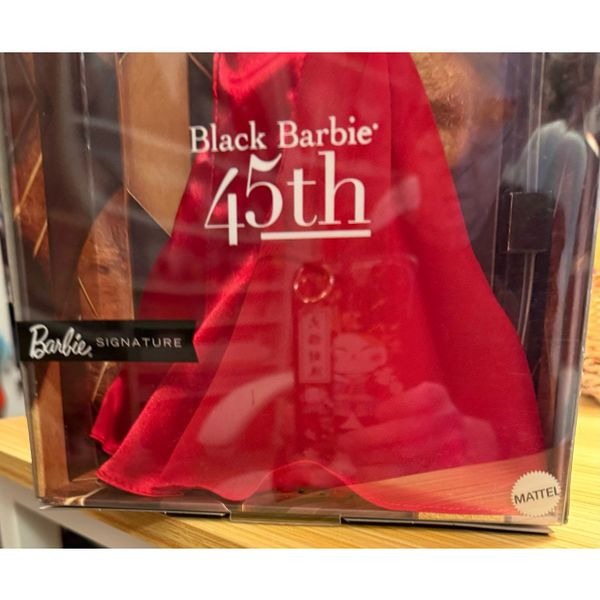 Black Barbie®
45th
Barbie. SIGNATURE
MATTEL